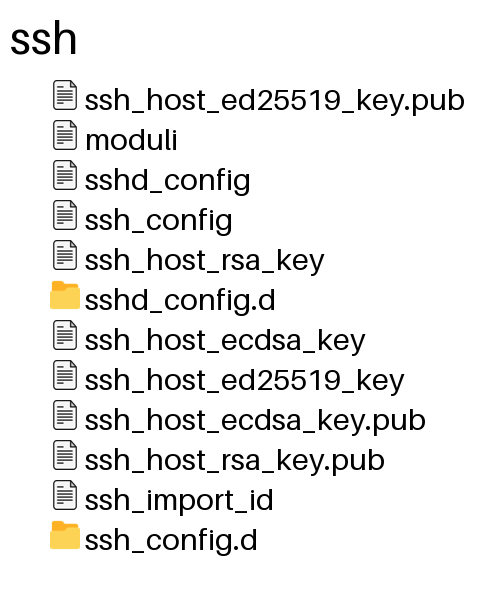 ssh
ssh_host_ed25519_key.pub
moduli
sshd_config
ssh_config
ssh_host_rsa_key
sshd_config.d
ssh_host_ecdsa_key
ssh_host_ed25519_key
ssh_host_ecdsa_key.pub
ssh_host_rsa_key.pub
ssh_import_id
ssh_config.d